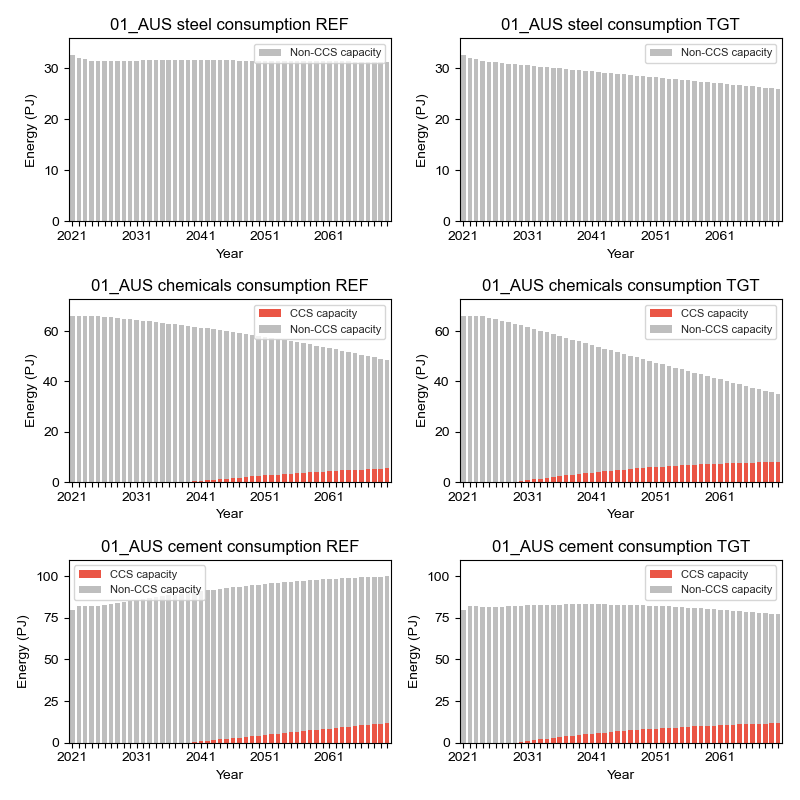 01_AUS steel consumption REF
Non-CCS capacity
Energy (PJ)
30
20
10
0
2021 2031 2041 2051 2061
Year
01_AUS steel consumption TGT
Non-CCS capacity
Energy (PJ)
30
20
10
0
2021 2031 2041 2051 2061
Year
01_AUS chemicals consumption REF
CCS capacity
Non-CCS capacity
Energy (PJ)
60
40
20
0
2021 2031 2041 2051 2061
Year
01_AUS chemicals consumption TGT
CCS capacity
Non-CCS capacity
Energy (PJ)
60
40
20
0
2021 2031 2041 2051 2061
Year
01_AUS cement consumption REF
CCS capacity
Non-CCS capacity
Energy (PJ)
100
75
50
25
0
2021 2031 2041 2051 2061
Year
01_AUS cement consumption TGT
CCS capacity
Non-CCS capacity
Energy (PJ)
100
75
50
25
0
2021 2031 2041 2051 2061
Year